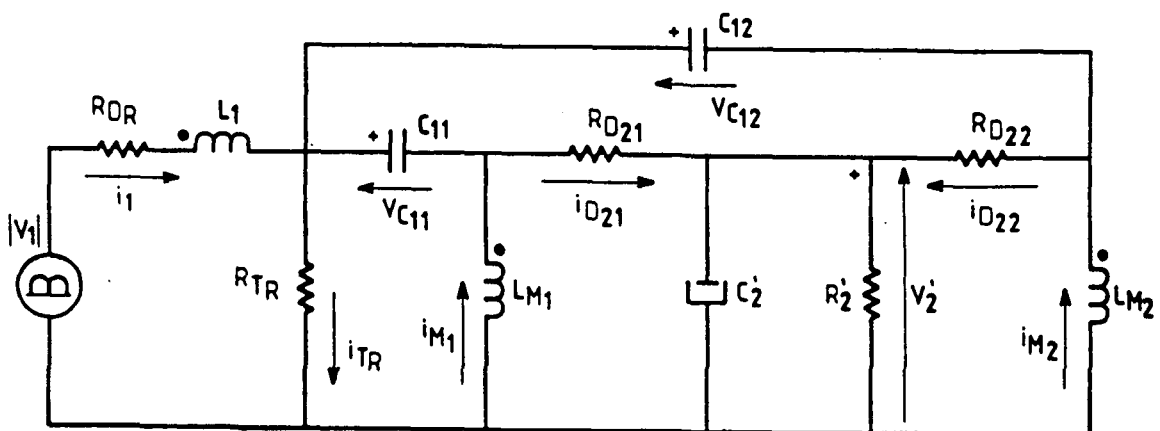 C12
+
VC12
RDR
L1
+
C11
RD21
RD22
i1
VC11
iD21
+
iD22
|V1|
RTR
LM1
C2'
R2'
V2'
LM2
iTR
iM1
iM2